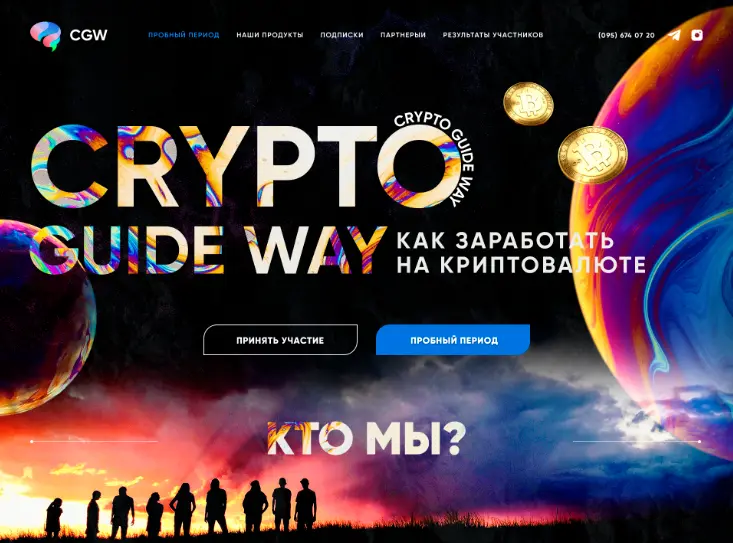 CGW
ПРОБНЫЙ ПЕРИОД
НАШИ ПРОДУКТЫ
ПОДПИСКИ
ПАРТНЕРЫИ
РЕЗУЛЬТАТЫ УЧАСТНИКОВ
(095) 674 07 20
CRYPTO
CRYPTO GUIDE WAY
GUIDE WAY
КАК ЗАРАБОТАТЬ
НА КРИПТОВАЛЮТЕ
ПРИНЯТЬ УЧАСТИЕ
ПРОБНЫЙ ПЕРИОД
КТО МЫ?